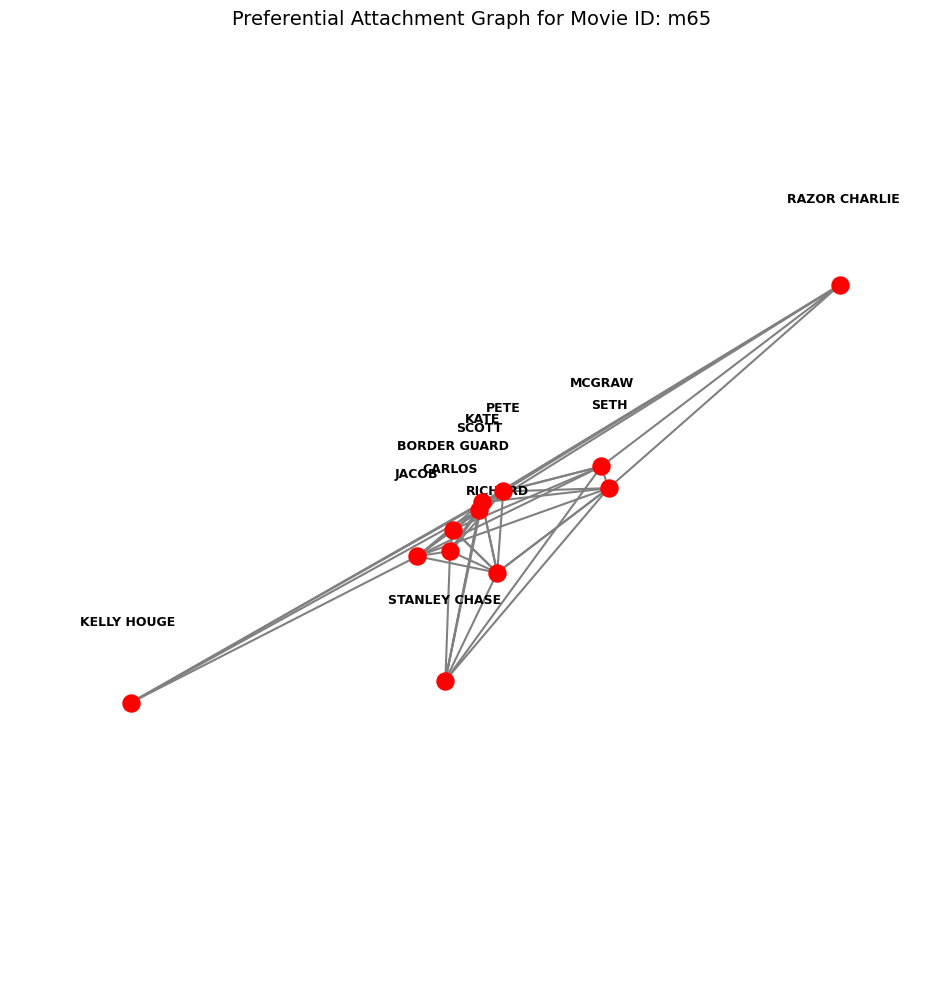 Preferential Attachment Graph for Movie ID: m65
RAZOR CHARLIE
MCGRAW
SETH
PETE
KATE
SCOTT
BORDER GUARD
CARLOS
JACOB
RICHARD
STANLEY CHASE
KELLY HOUGE